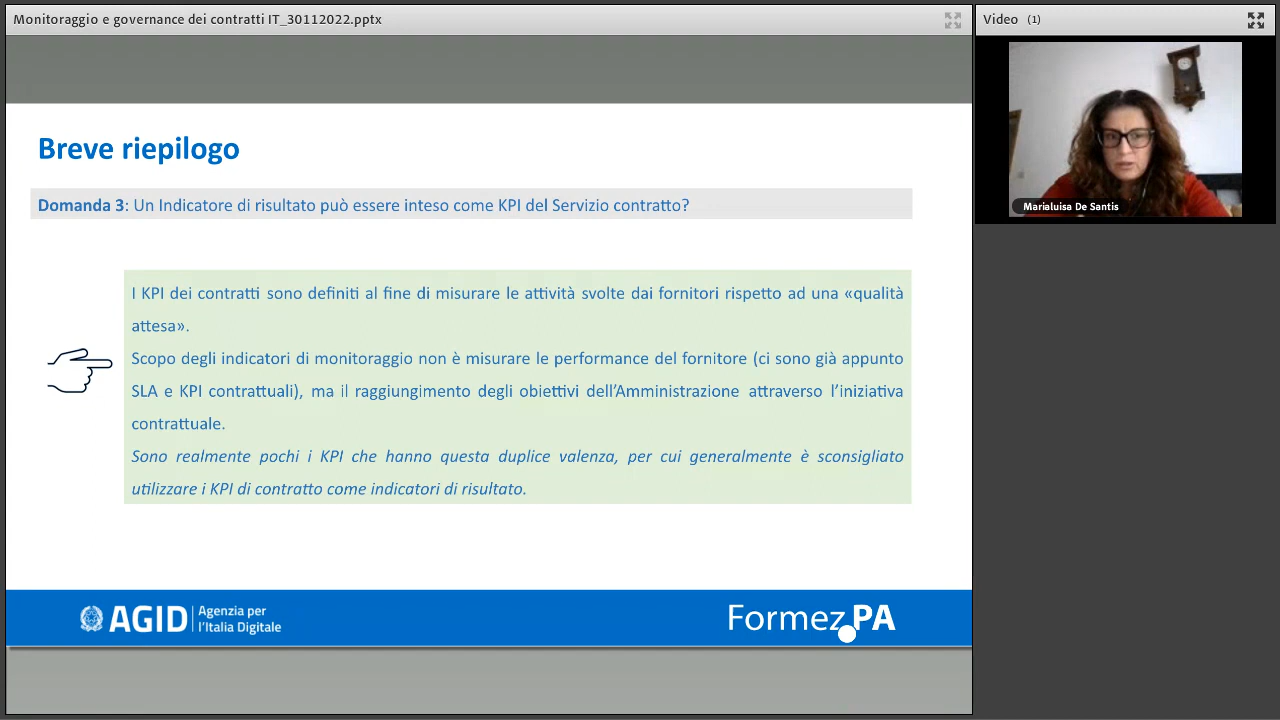 Monitoraggio e governance dei contratti IT_30112022.pptx
Video (1)
Marialuisa De Santis
Breve riepilogo
Domanda 3: Un Indicatore di risultato può essere inteso come KPI del Servizio contratto?
I KPI dei contratti sono definiti al fine di misurare le attività svolte dai fornitori rispetto ad una «qualità
attesa».
Scopo degli indicatori di monitoraggio non è misurare le performance del fornitore (ci sono già appunto
SLA e KPI contrattuali), ma il raggiungimento degli obiettivi dell’Amministrazione attraverso l’iniziativa
contrattuale.
Sono realmente pochi i KPI che hanno questa duplice valenza, per cui generalmente è sconsigliato
utilizzare i KPI di contratto come indicatori di risultato.
AGID Agenzia per
l’Italia Digitale
Formez PA